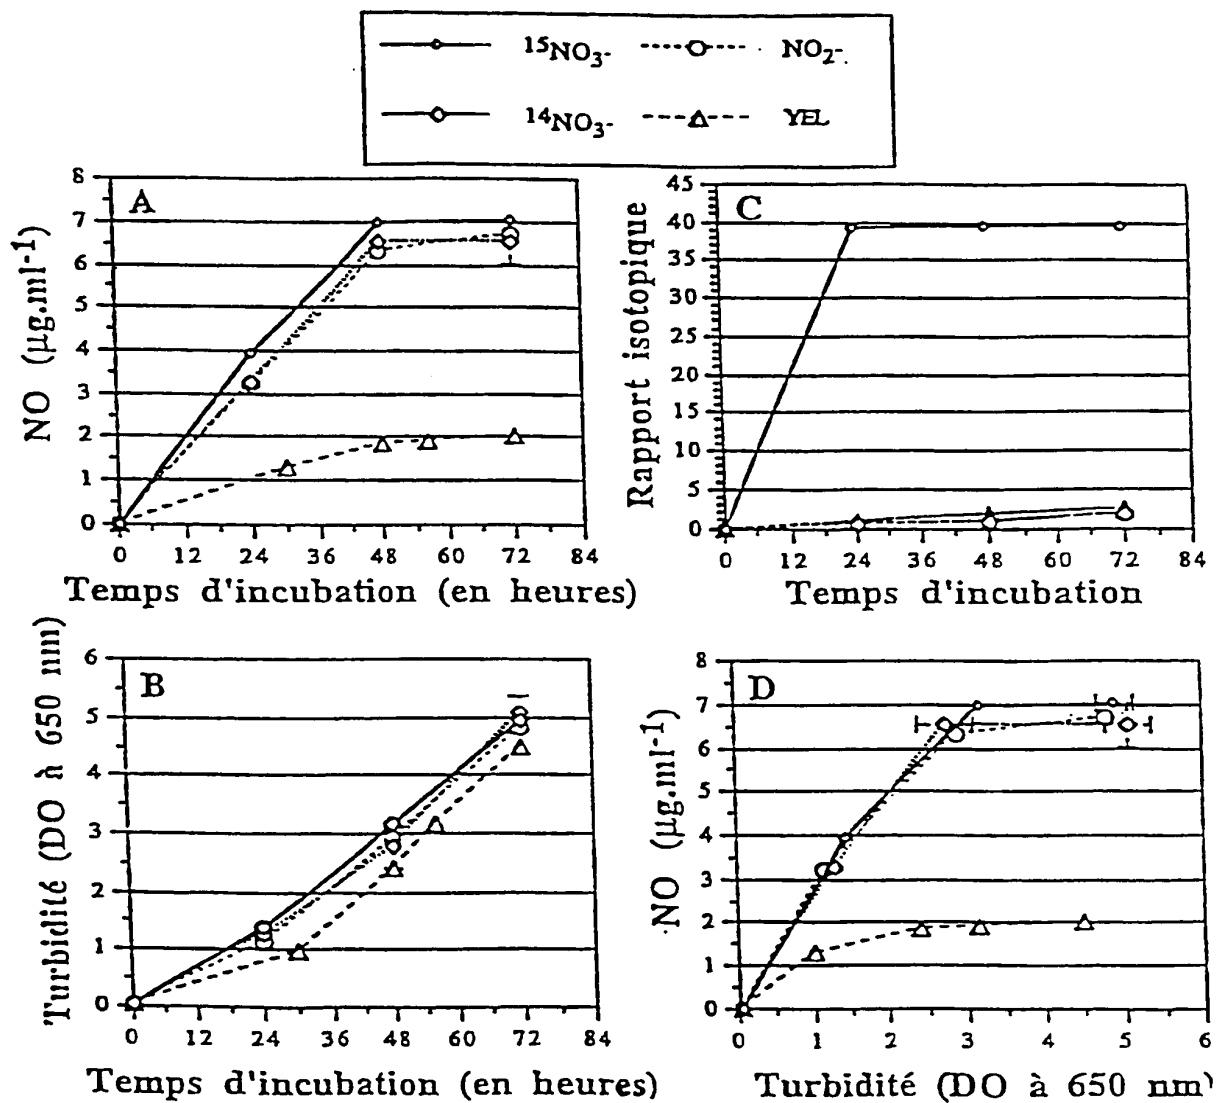 15NO3- NO2-
14NO3- YEL
A
NO (µg.ml-1)
8
7
6
5
4
3
2
1
0
0 12 24 36 48 60 72 84
Temps d'incubation (en heures)
C
Rapport isotopique
45
40
35
30
25
20
15
10
5
0
0 12 24 36 48 60 72 84
Temps d'incubation
B
Turbidité (DO à 650 nm)
6
5
4
3
2
1
0
0 12 24 36 48 60 72 84
Temps d'incubation (en heures)
D
NO (µg.ml-1)
8
7
6
5
4
3
2
1
0
0 1 2 3 4 5 6
Turbidité (DO à 650 nm)